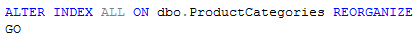 ALTER INDEX ALL ON dbo.ProductCategories REORGANIZE
GO